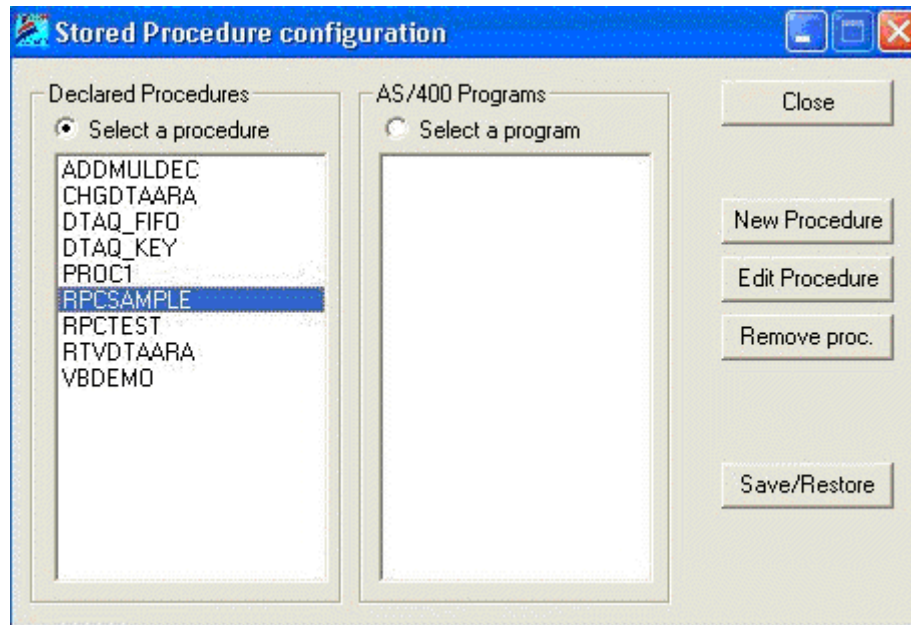 Stored Procedure configuration
Declared Procedures
Select a procedure
ADDMULDEC
CHGDTAARA
DTAQ_FIFO
DTAQ_KEY
PROC1
RPCSAMPLE
RPCTEST
RTVDTAARA
VBDEMO
AS/400 Programs
Select a program
Close
New Procedure
Edit Procedure
Remove proc.
Save/Restore